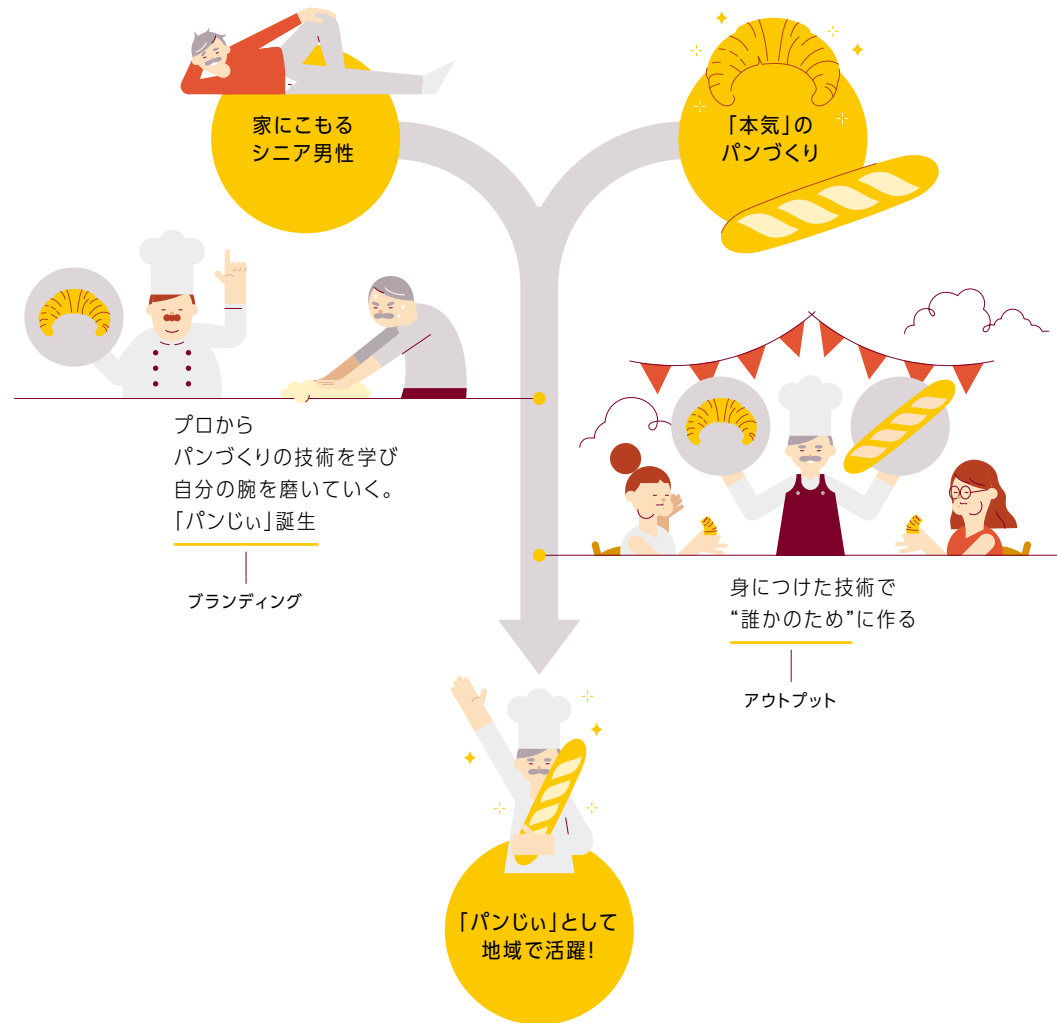 家にこもる
シニア男性
「本気」の
パンづくり
プロから
パンづくりの技術を学び
自分の腕を磨いていく。
「パンじぃ」誕生
ブランディング
身につけた技術で
“誰かのため”に作る
アウトプット
「パンじぃ」として
地域で活躍!